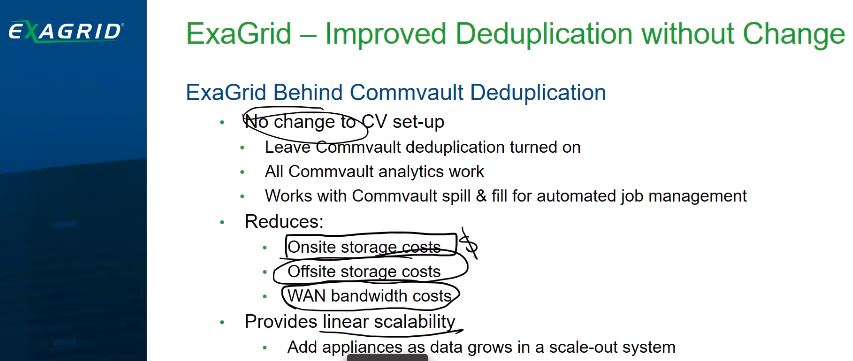 EXAGRID®
ExaGrid – Improved Deduplication without Change
ExaGrid Behind Commvault Deduplication
• No change to CV set-up
• Leave Commvault deduplication turned on
• All Commvault analytics work
• Works with Commvault spill & fill for automated job management
• Reduces:
• Onsite storage costs $
• Offsite storage costs
• WAN bandwidth costs
• Provides linear scalability
• Add appliances as data grows in a scale-out system